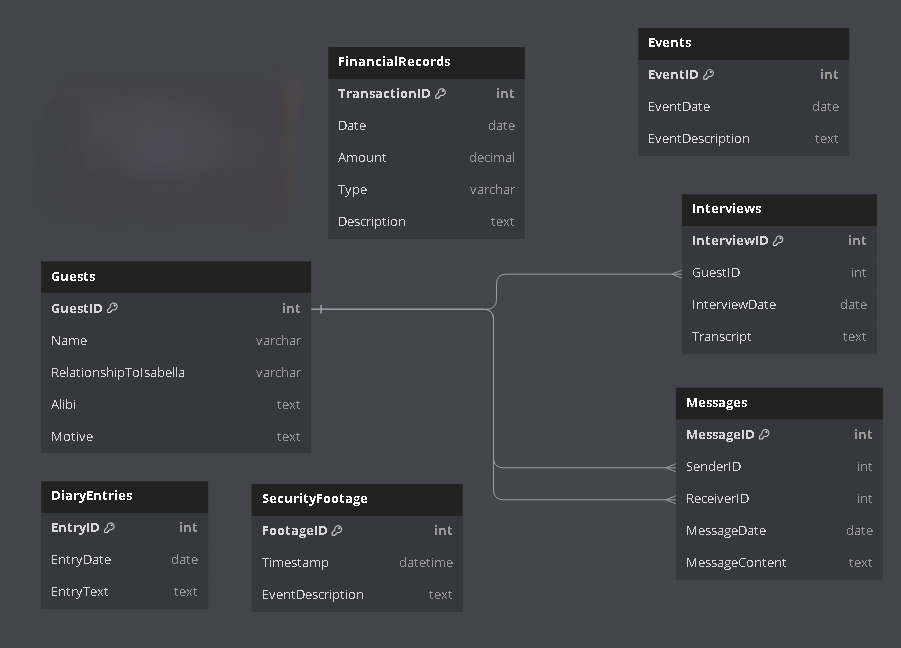 FinancialRecords
TransactionID int
Date date
Amount decimal
Type varchar
Description text
Events
EventID int
EventDate date
EventDescription text
Interviews
InterviewID int
GuestID int
InterviewDate date
Transcript text
Guests
GuestID int
Name varchar
RelationshipToIsabella varchar
Alibi text
Motive text
Messages
MessageID int
SenderID int
ReceiverID int
MessageDate date
MessageContent text
DiaryEntries
EntryID int
EntryDate date
EntryText text
SecurityFootage
FootageID int
Timestamp datetime
EventDescription text